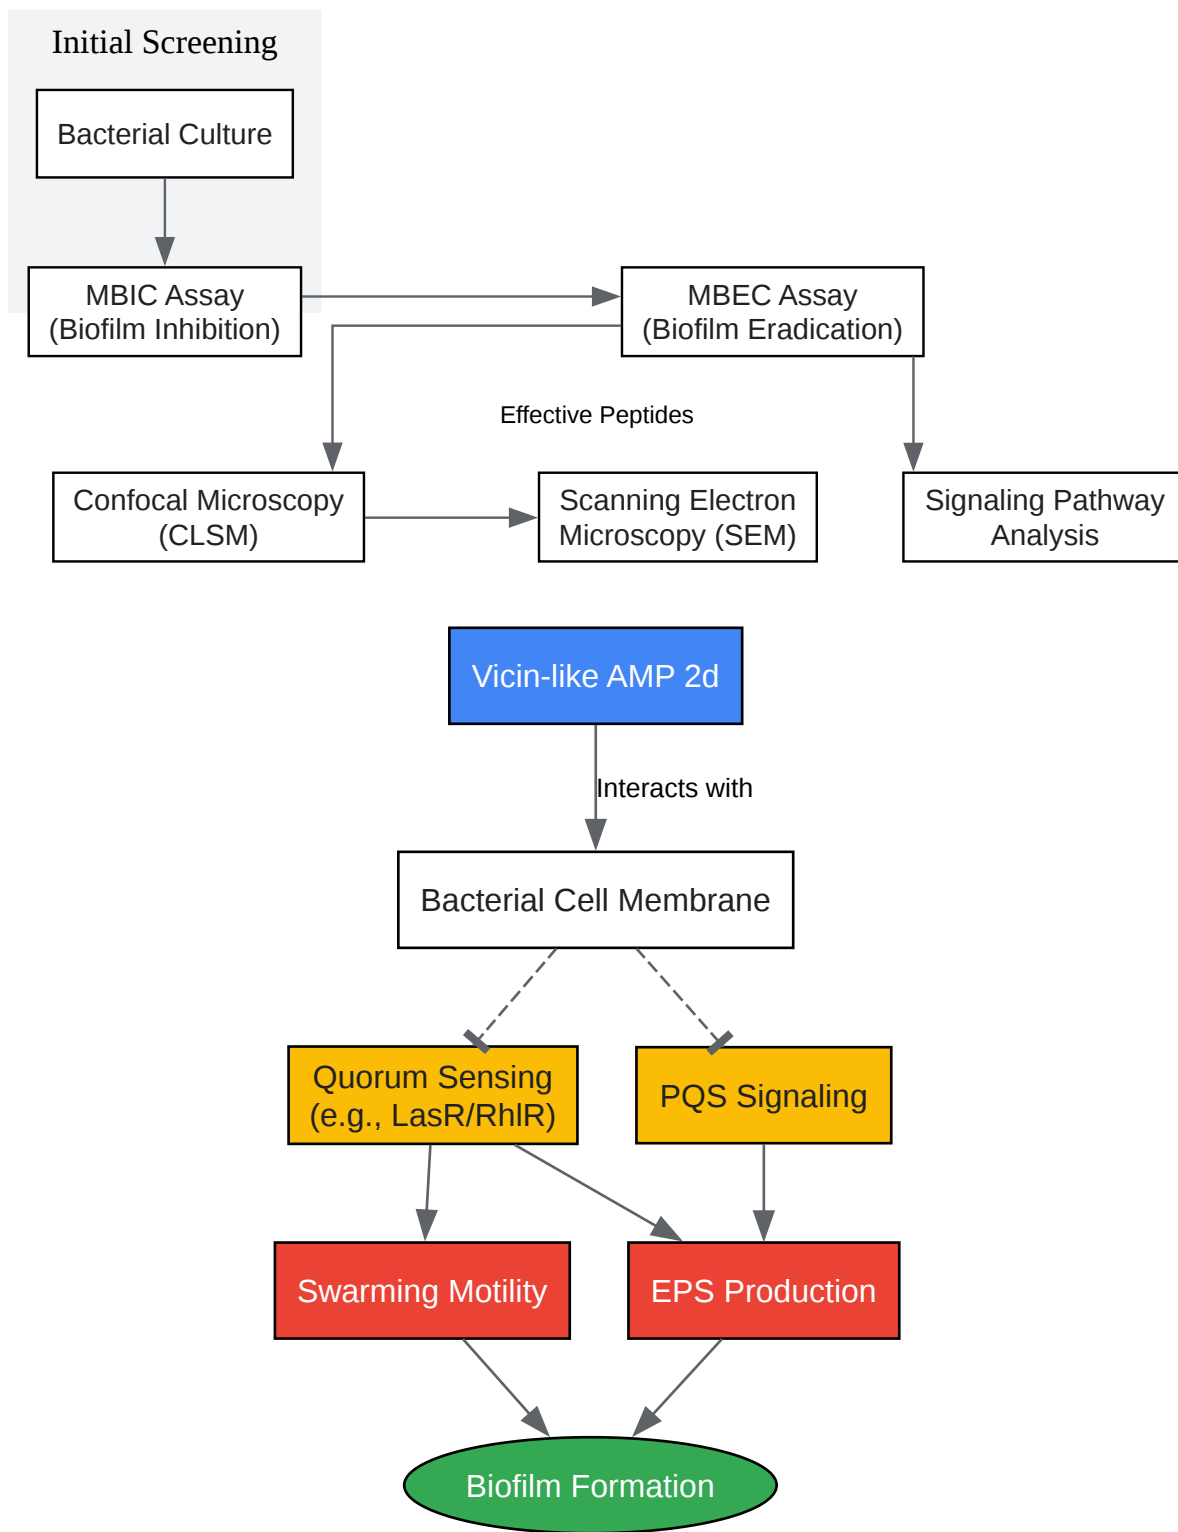 Initial Screening
Bacterial Culture
MBIC Assay
(Biofilm Inhibition)
MBEC Assay
(Biofilm Eradication)
Effective Peptides
Confocal Microscopy
(CLSM)
Scanning Electron
Microscopy (SEM)
Signaling Pathway
Analysis
Vicin-like AMP 2d
Interacts with
Bacterial Cell Membrane
Quorum Sensing
(e.g., LasR/RhlR)
PQS Signaling
Swarming Motility
EPS Production
Biofilm Formation